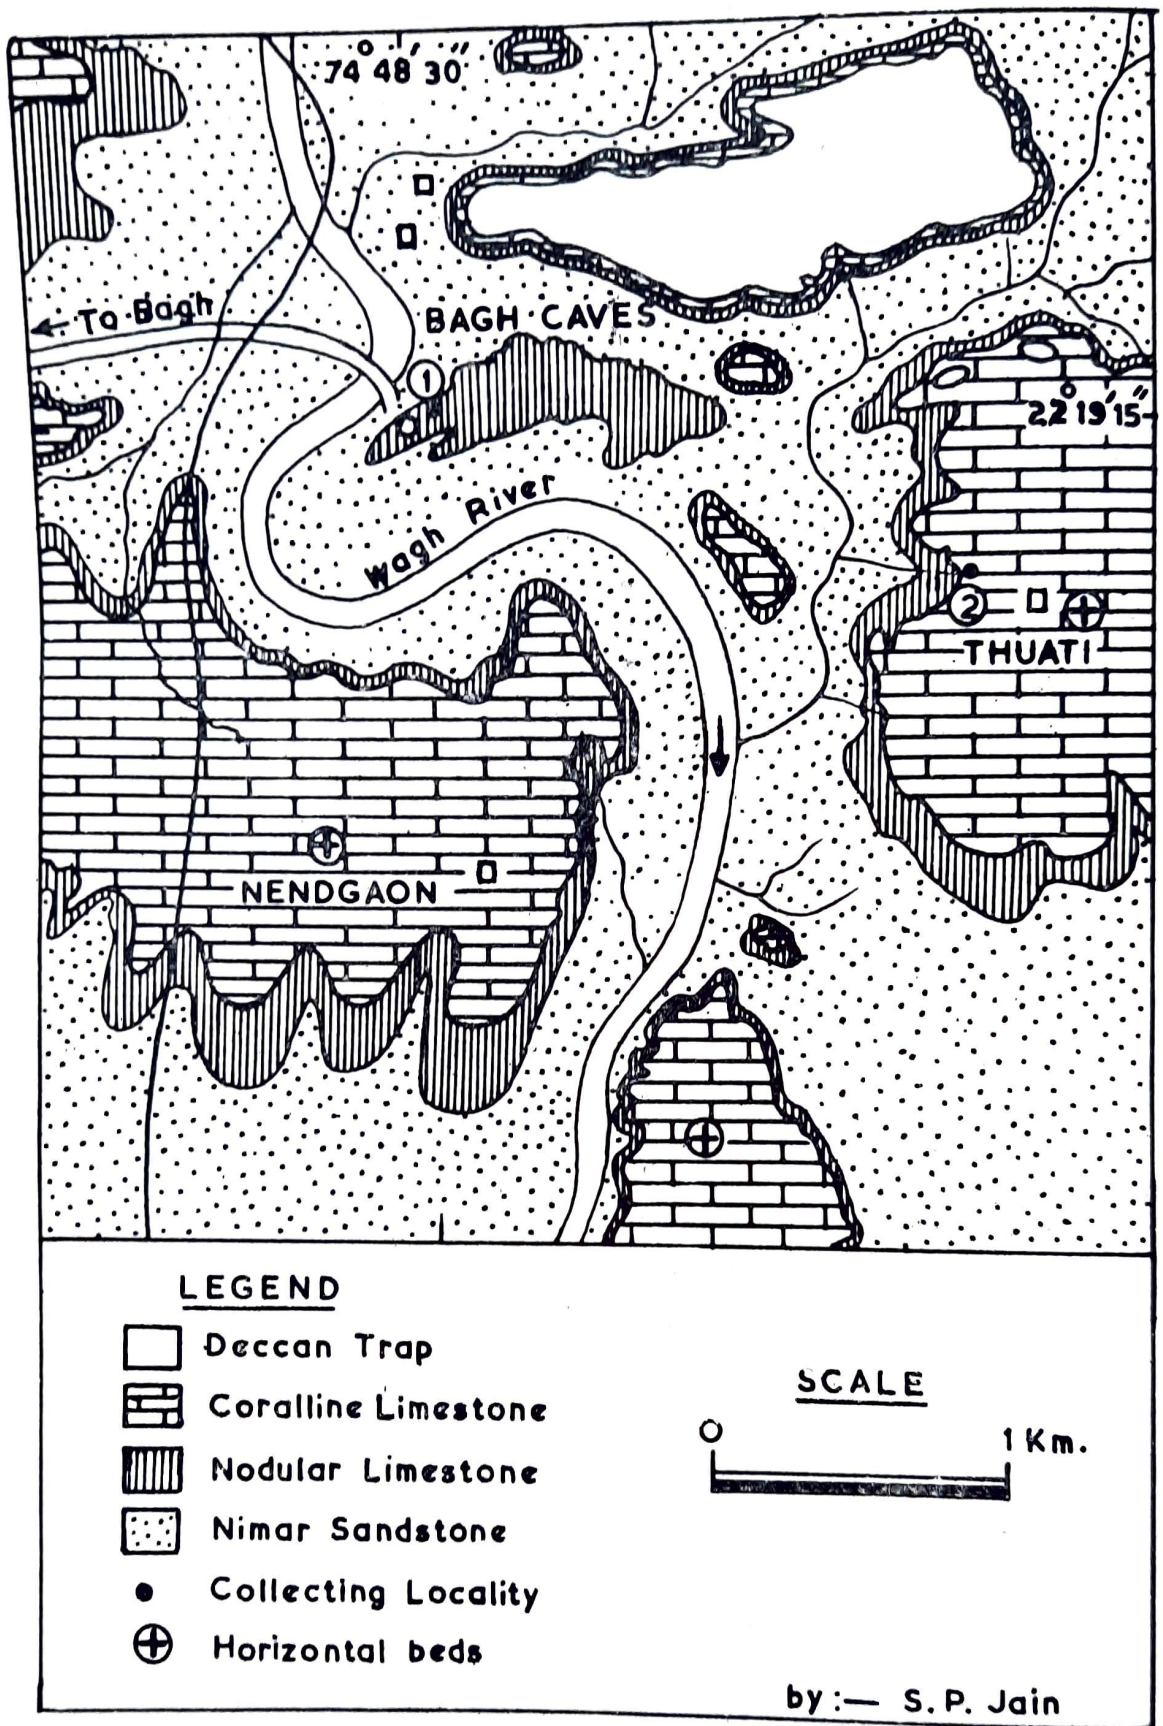 74° 48' 30"
← To Bagh
BAGH CAVES
1
22° 19' 15"
Wagh River
2
THUATI
NENDGAON
LEGEND
Deccan Trap
Coralline Limestone
Nodular Limestone
Nimar Sandstone
Collecting Locality
Horizontal beds
SCALE
0 1 Km.
by :— S. P. Jain